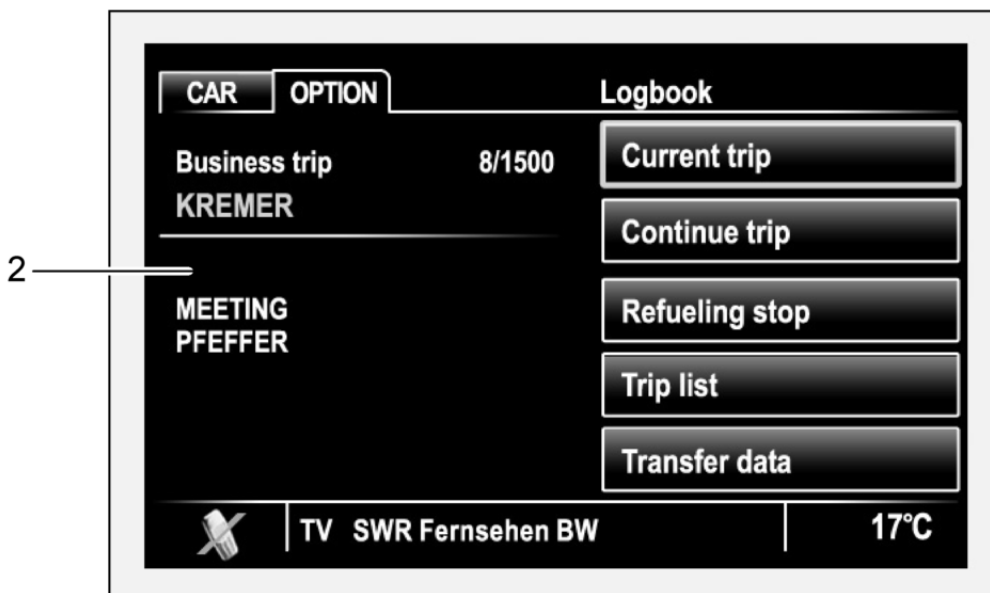 CAR OPTION Logbook
Business trip 8/1500
KREMER
2
MEETING
PFEFFER
Current trip
Continue trip
Refueling stop
Trip list
Transfer data
TV SWR Fernsehen BW 17°C